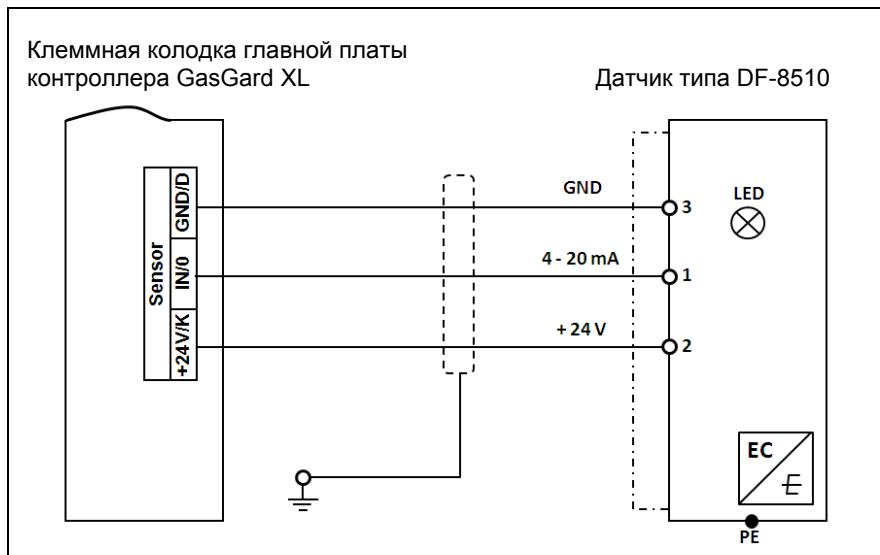 Клеммная колодка главной платы
контроллера GasGard XL
Датчик типа DF-8510
Sensor
GND/D
IN/0
+24V/K
GND
4 - 20 mA
+ 24 V
3
1
2
LED
EC
E
PE